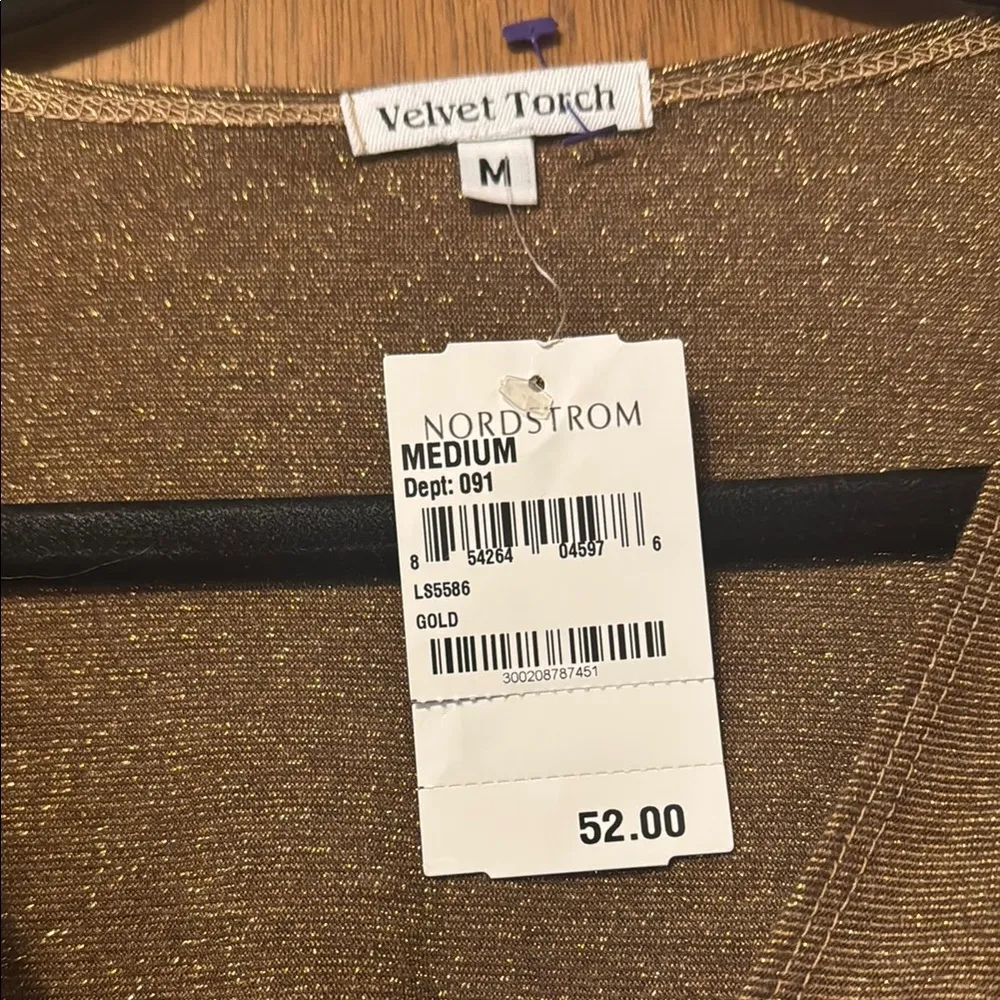 Velvet Torch
M
NORDSTROM
MEDIUM
Dept: 091
8 54264 04597 6
LS5586
GOLD
300208787451
52.00